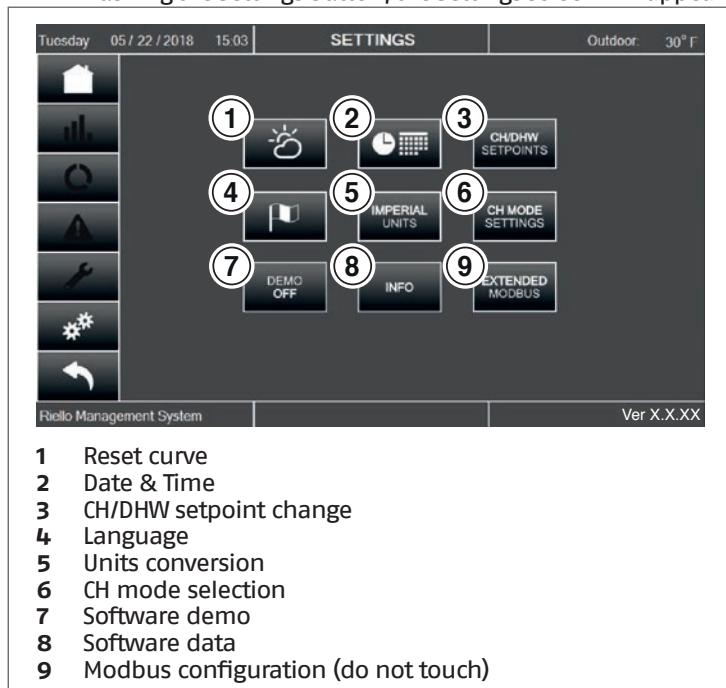 Tuesday 05 / 22 / 2018 15:03 SETTINGS Outdoor: 30° F
1 2 3 CH/DHW
SETPOINTS
4 5 IMPERIAL
UNITS 6 CH MODE
SETTINGS
7 DEMO
OFF 8 INFO 9 EXTENDED
MODBUS
Riello Management System Ver X.X.XX
1 Reset curve
2 Date & Time
3 CH/DHW setpoint change
4 Language
5 Units conversion
6 CH mode selection
7 Software demo
8 Software data
9 Modbus configuration (do not touch)